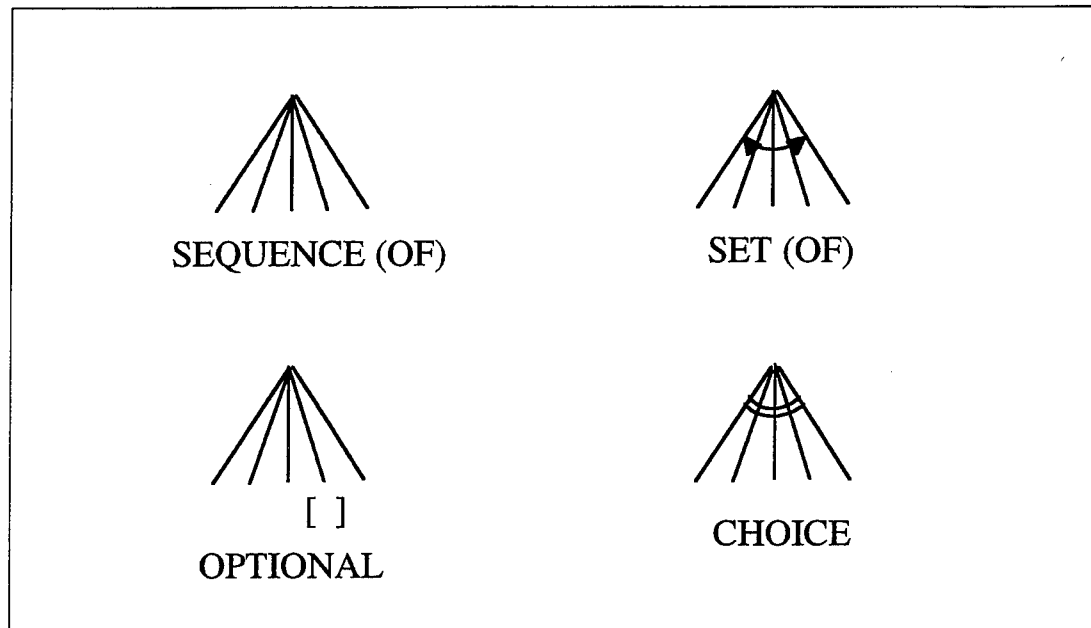 SEQUENCE (OF)
SET (OF)
[ ]
OPTIONAL
CHOICE